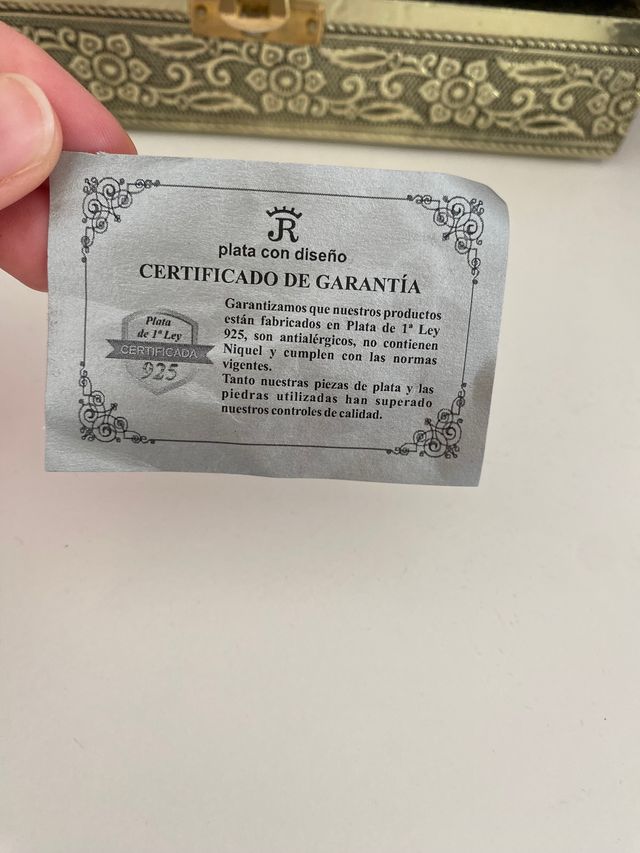 JR
plata con diseño
CERTIFICADO DE GARANTÍA
Plata
de 1ª Ley
CERTIFICADA
925
Garantizamos que nuestros productos
están fabricados en Plata de 1ª Ley
925, son antialérgicos, no contienen
Niquel y cumplen con las normas
vigentes.
Tanto nuestras piezas de plata y las
piedras utilizadas han superado
nuestros controles de calidad.